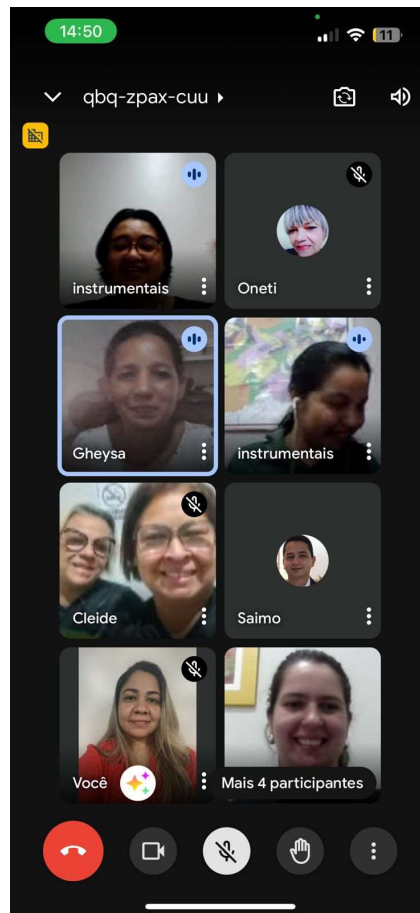 14:50
11
qbq-zpax-cuu
instrumentais
Oneti
Gheysa
instrumentais
Cleide
Saimo
Você
Mais 4 participantes